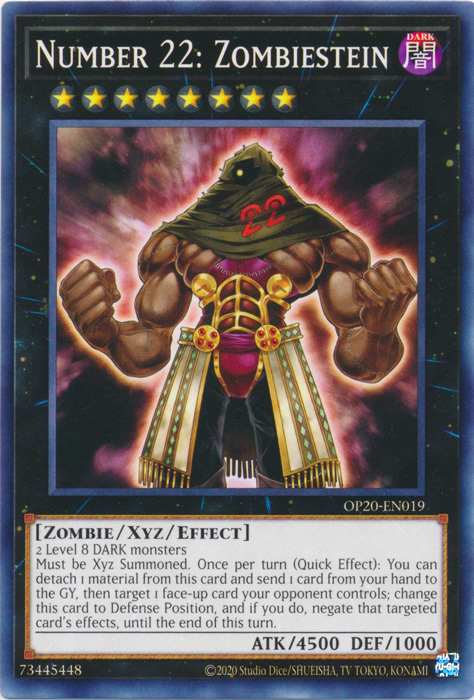 NUMBER 22: ZOMBIESTEIN
DARK
闇
22
OP20-EN019
[ZOMBIE/XYZ/EFFECT]
2 Level 8 DARK monsters
Must be Xyz Summoned. Once per turn (Quick Effect): You can
detach 1 material from this card and send 1 card from your hand to
the GY, then target 1 face-up card your opponent controls; change
this card to Defense Position, and if you do, negate that targeted
card's effects, until the end of this turn.
ATK/4500 DEF/1000
73445448
©2020 Studio Dice/SHUEISHA, TV TOKYO, KONAMI